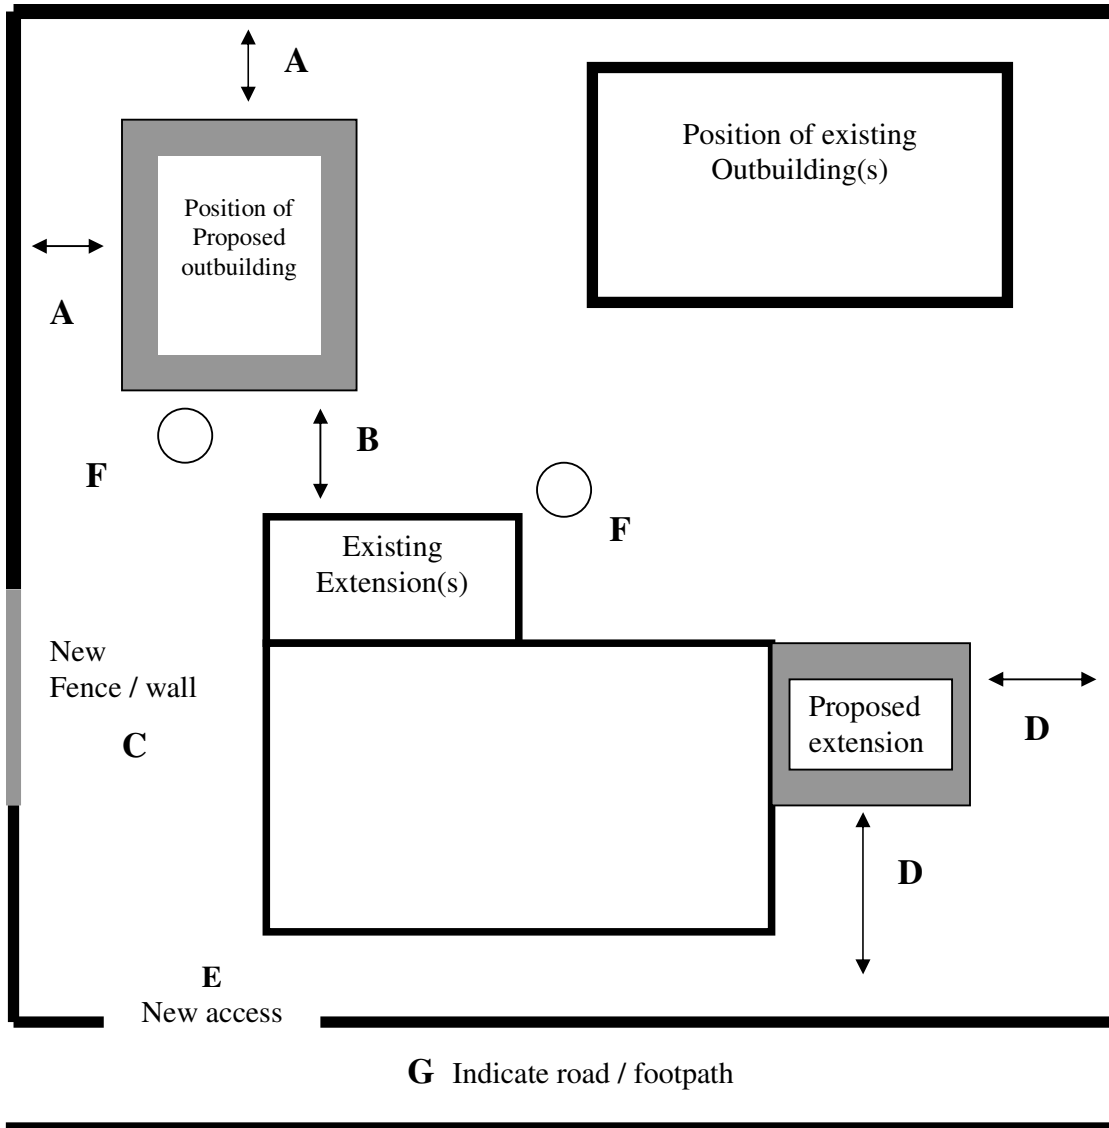 A
Position of existing
Outbuilding(s)
Position of
Proposed
outbuilding
A
B
F
F
Existing
Extension(s)
New
Fence / wall
C
Proposed
extension
D
D
E
New access
G Indicate road / footpath